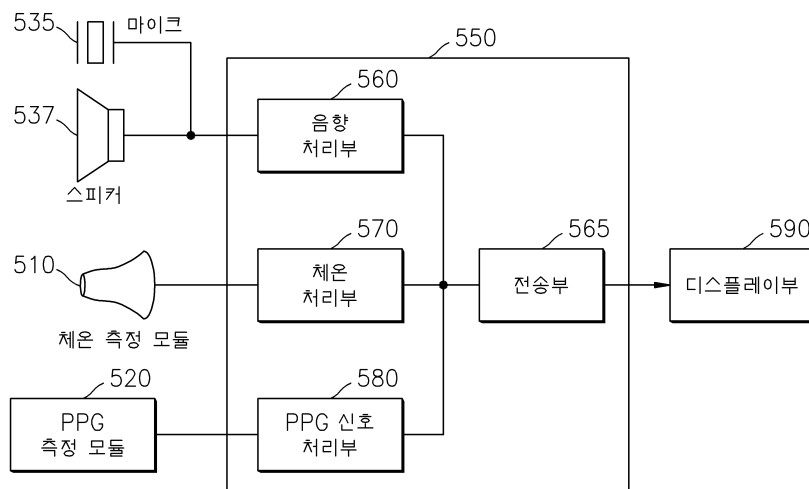 535
마이크
550
537
560
음향
처리부
스피커
510
570
체온
처리부
565
전송부
590
디스플레이부
체온 측정 모듈
520
PPG
측정 모듈
580
PPG 신호
처리부